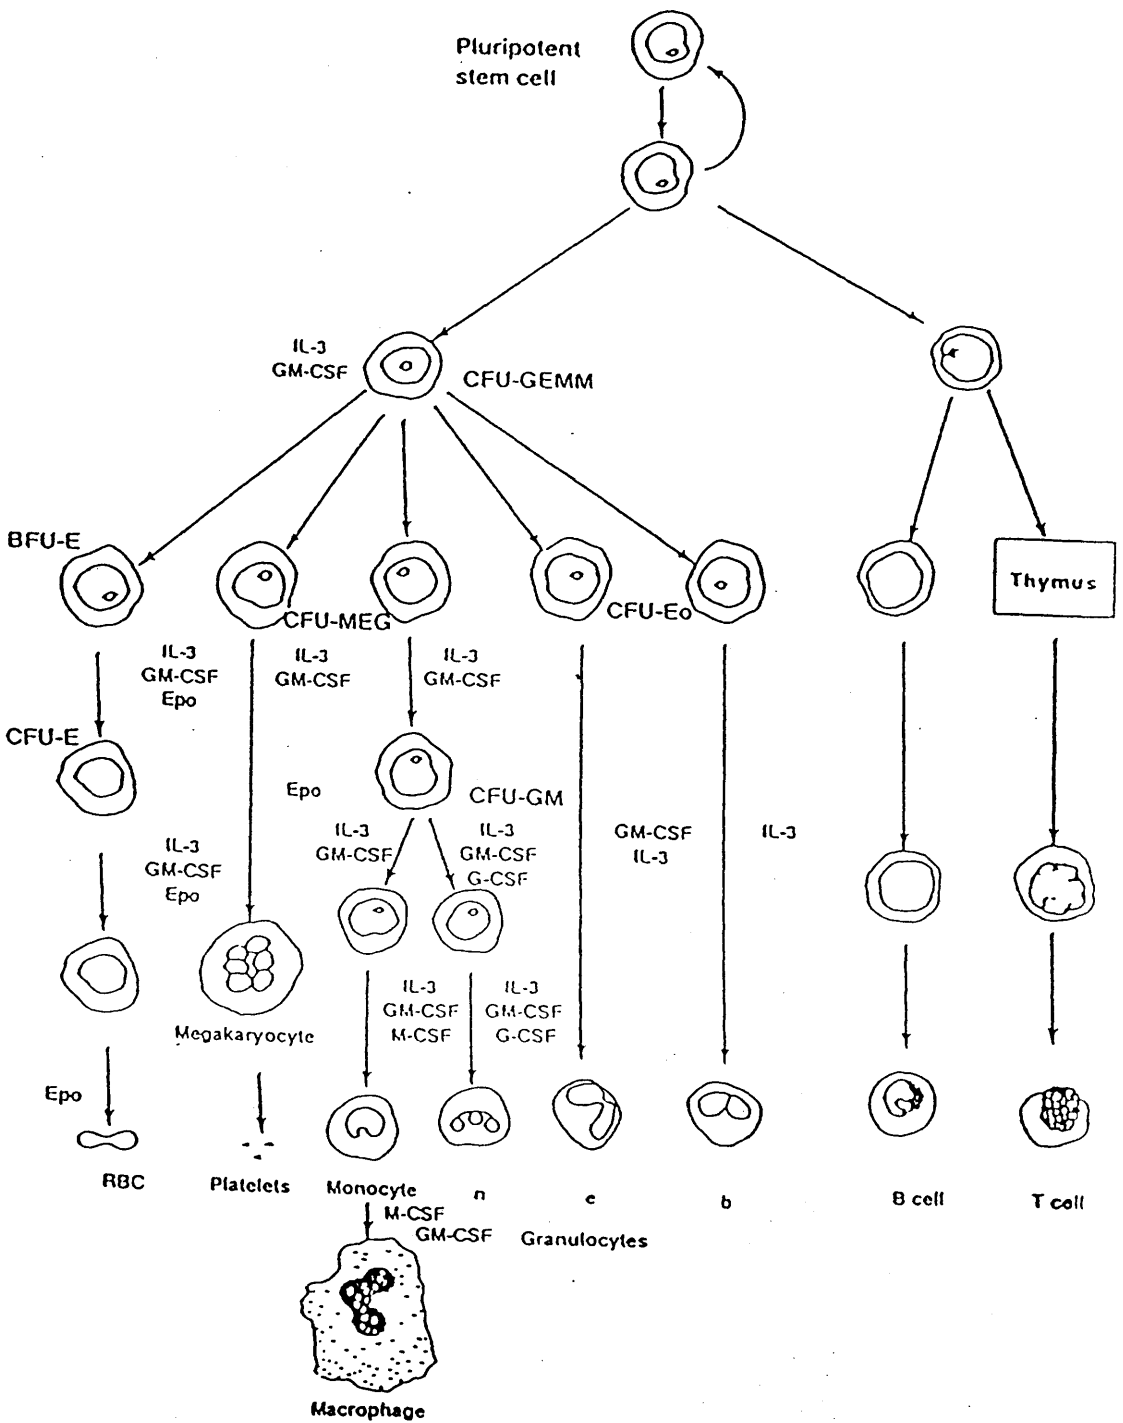 Pluripotent
stem cell
IL-3
GM-CSF
CFU-GEMM
BFU-E
Thymus
CFU-MEG
CFU-Eo
IL-3
GM-CSF
Epo
IL-3
GM-CSF
IL-3
GM-CSF
CFU-E
Epo
CFU-GM
IL-3
GM-CSF
Epo
IL-3
GM-CSF
IL-3
GM-CSF
G-CSF
GM-CSF
IL-3
IL-3
Megakaryocyte
IL-3
GM-CSF
M-CSF
IL-3
GM-CSF
G-CSF
Epo
RBC
Platelets
Monocyte
n
e
b
B cell
T cell
M-CSF
GM-CSF
Granulocytes
Macrophage